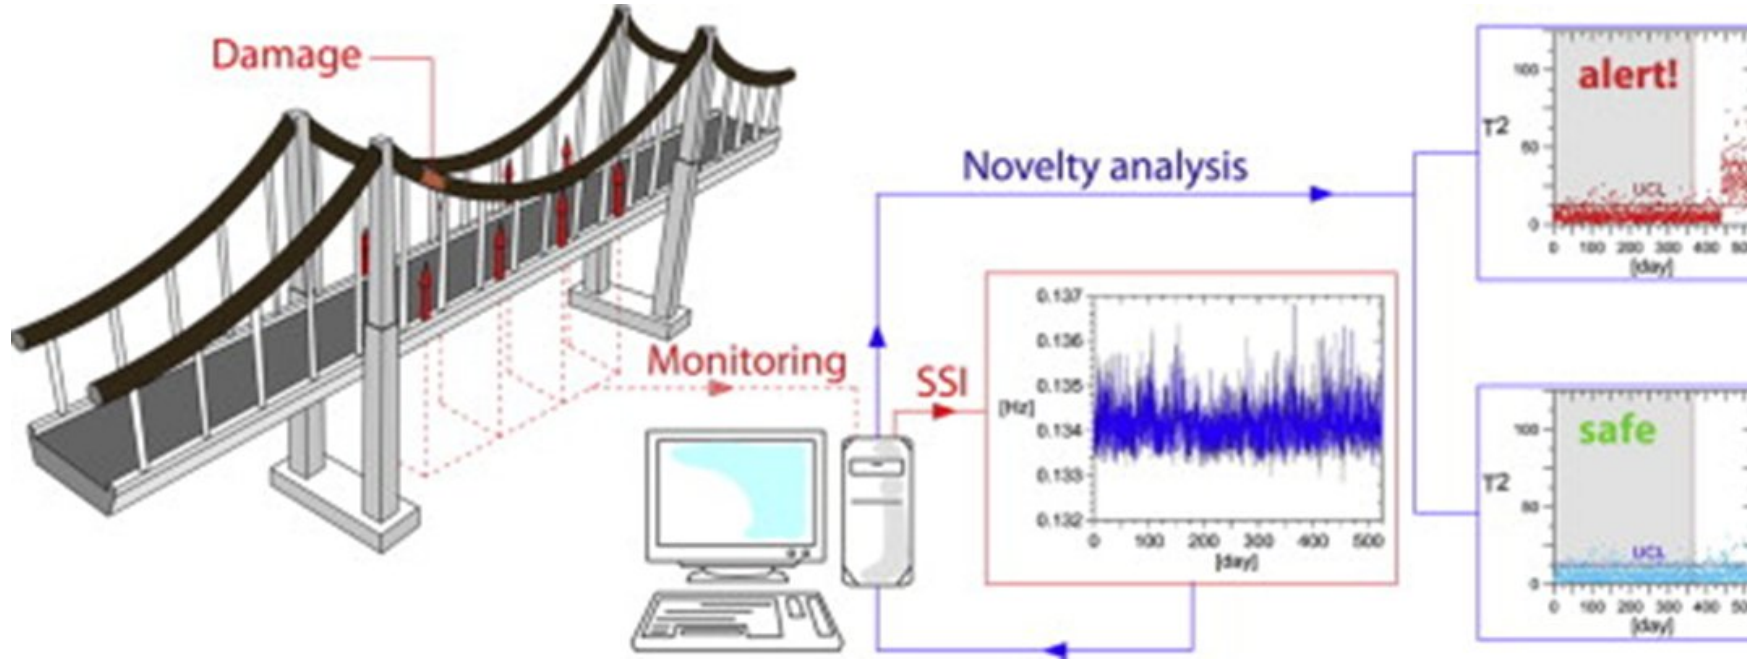 Damage
Monitoring
SSI
Novelty analysis
0.137
0.136
0.135
[Hz]
0.134
0.133
0.132
0 100 200 300 400 500
[day]
alert!
100
T2
50
UCL
0
0 100 200 300 400
[day]
safe
100
T2
50
UCL
0
0 100 200 300 400
[day]